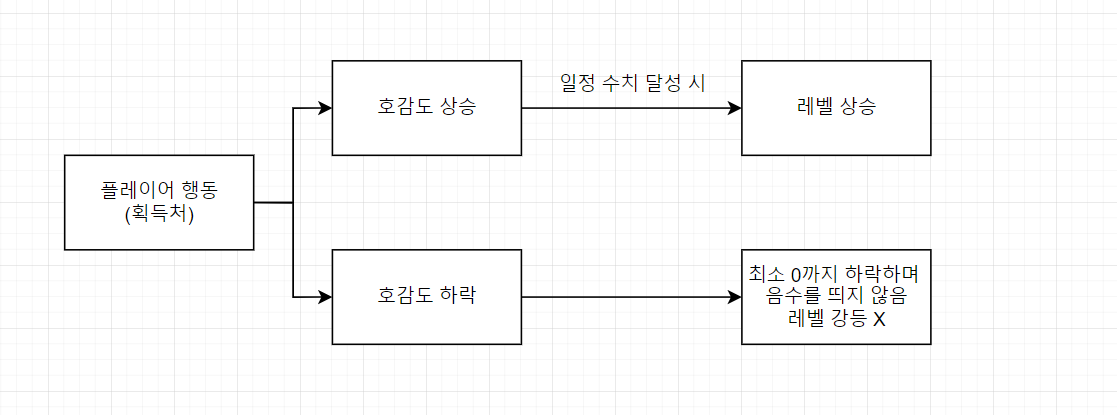 호감도 상승
일정 수치 달성 시
레벨 상승
플레이어 행동
(획득처)
호감도 하락
최소 0까지 하락하며
음수를 띄지 않음
레벨 강등 X